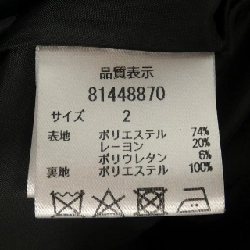 品質表示
81448870
サイズ 2
表地 ポリエステル 74%
レーヨン 20%
ポリウレタン 6%
裏地 ポリエステル 100%